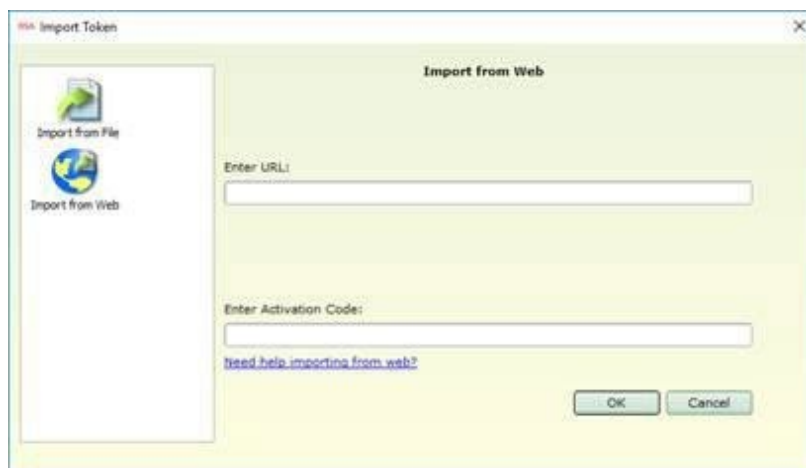 RSA Import Token
Import from Web
Import from File
Import from Web
Enter URL:
Enter Activation Code:
Need help importing from web?
OK Cancel